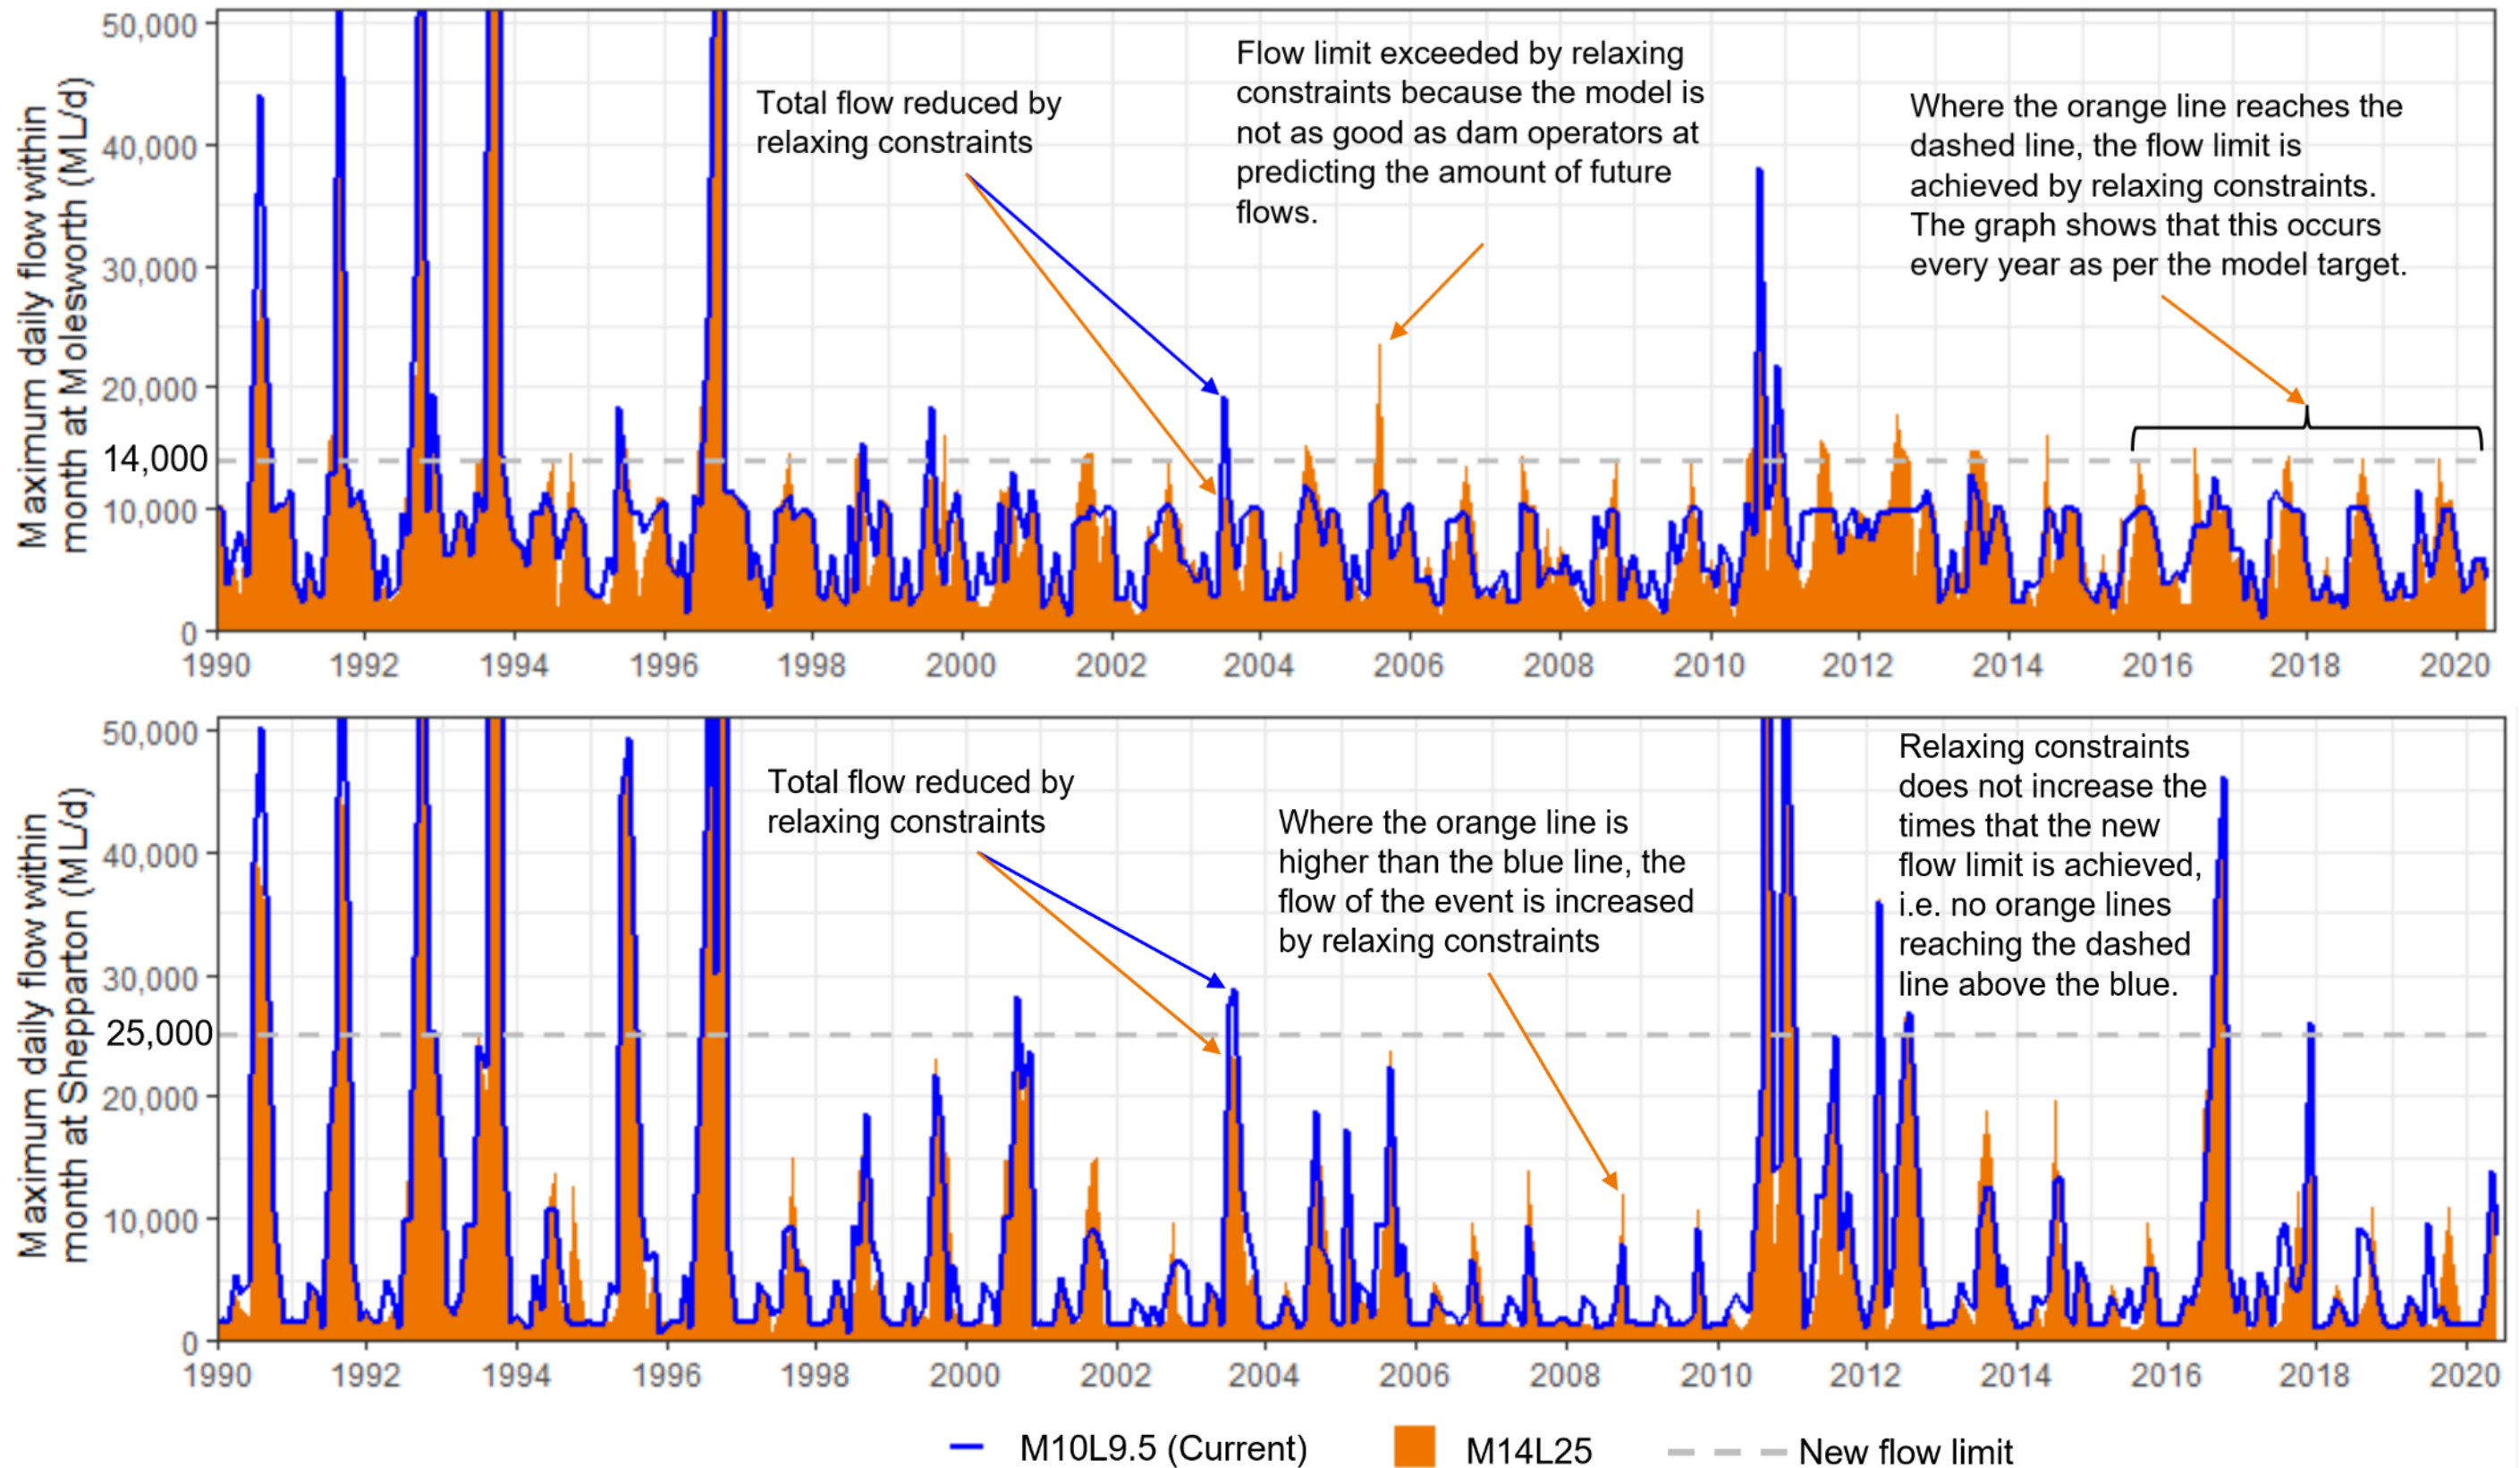 50,000
40,000
30,000
20,000
14,000
10,000
0
Maximum daily flow within
month at Molesworth (ML/d)
Total flow reduced by
relaxing constraints
Flow limit exceeded by relaxing
constraints because the model is
not as good as dam operators at
predicting the amount of future
flows.
Where the orange line reaches the
dashed line, the flow limit is
achieved by relaxing constraints.
The graph shows that this occurs
every year as per the model target.
1990 1992 1994 1996 1998 2000 2002 2004 2006 2008 2010 2012 2014 2016 2018 2020
50,000
40,000
30,000
25,000
20,000
10,000
0
Maximum daily flow within
month at Shepparton (ML/d)
Total flow reduced by
relaxing constraints
Where the orange line is
higher than the blue line, the
flow of the event is increased
by relaxing constraints
Relaxing constraints
does not increase the
times that the new
flow limit is achieved,
i.e. no orange lines
reaching the dashed
line above the blue.
1990 1992 1994 1996 1998 2000 2002 2004 2006 2008 2010 2012 2014 2016 2018 2020
M10L9.5 (Current) M14L25 New flow limit